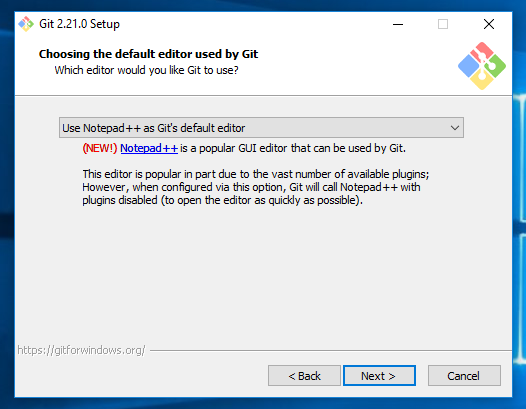 Git 2.21.0 Setup
Choosing the default editor used by Git
Which editor would you like Git to use?
Use Notepad++ as Git's default editor
(NEW!) Notepad++ is a popular GUI editor that can be used by Git.
This editor is popular in part due to the vast number of available plugins;
However, when configured via this option, Git will call Notepad++ with
plugins disabled (to open the editor as quickly as possible).
https://gitforwindows.org/
< Back
Next >
Cancel